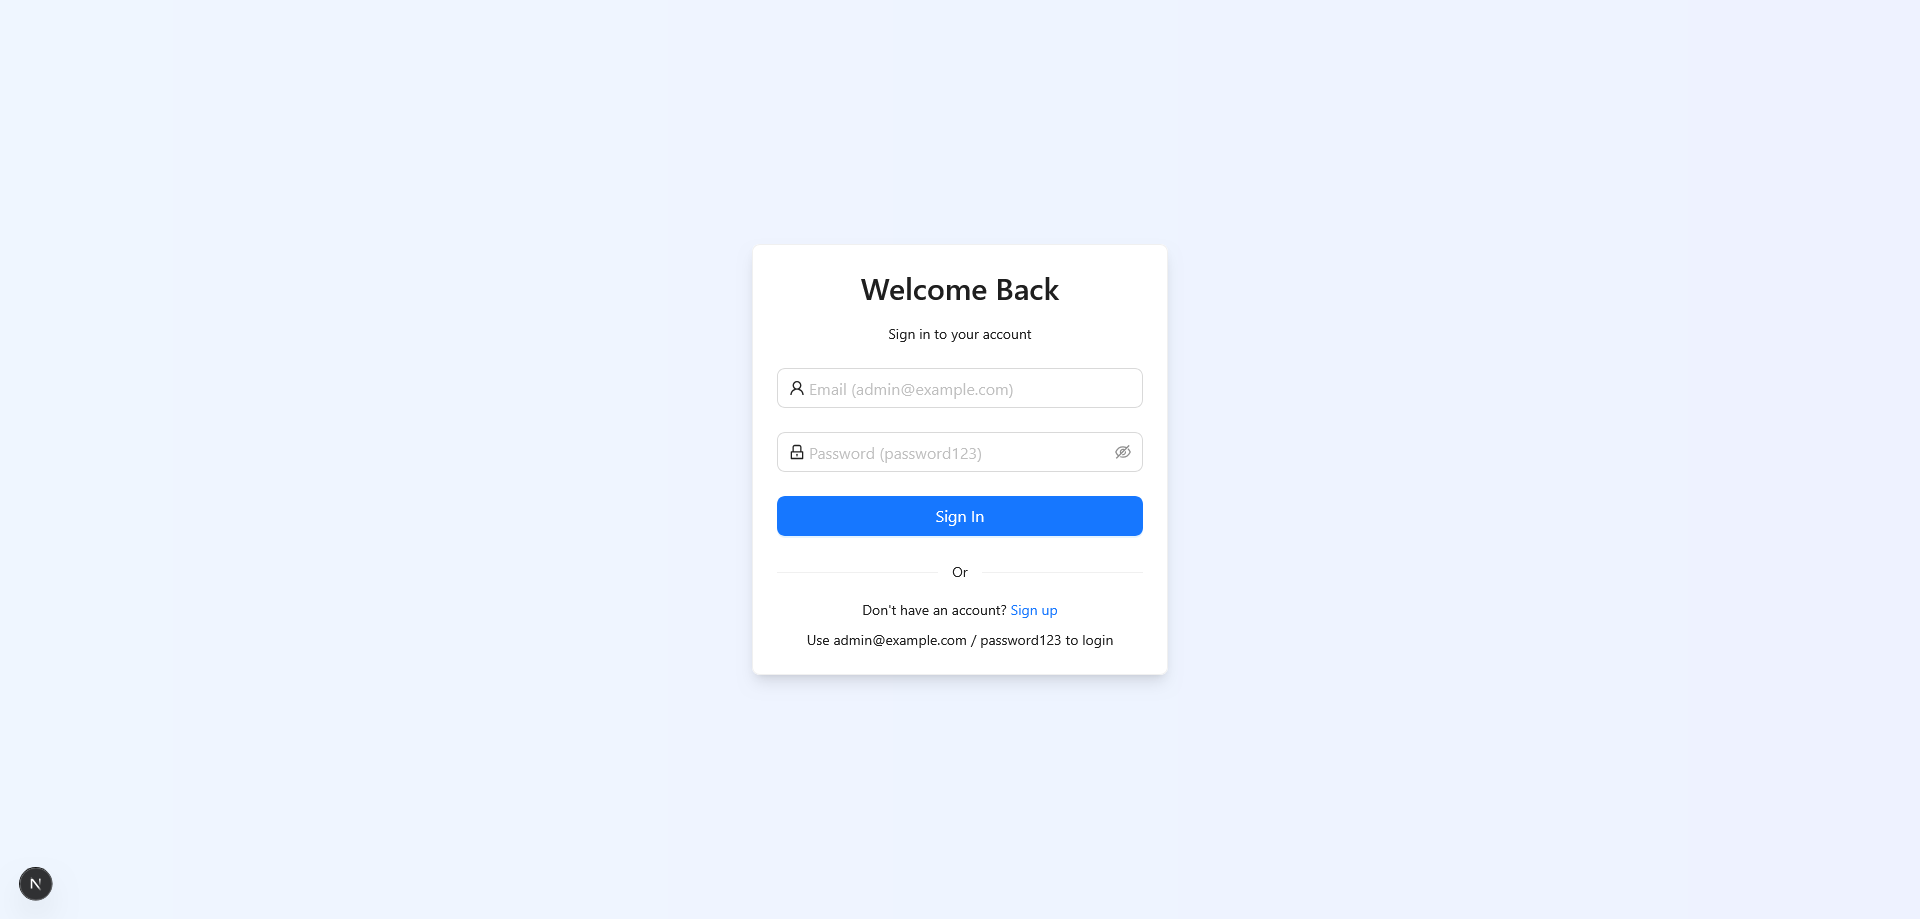 Welcome Back
Sign in to your account
Email (admin@example.com)
Password (password123)
Sign In
Or
Don't have an account? Sign up
Use admin@example.com / password123 to login
N